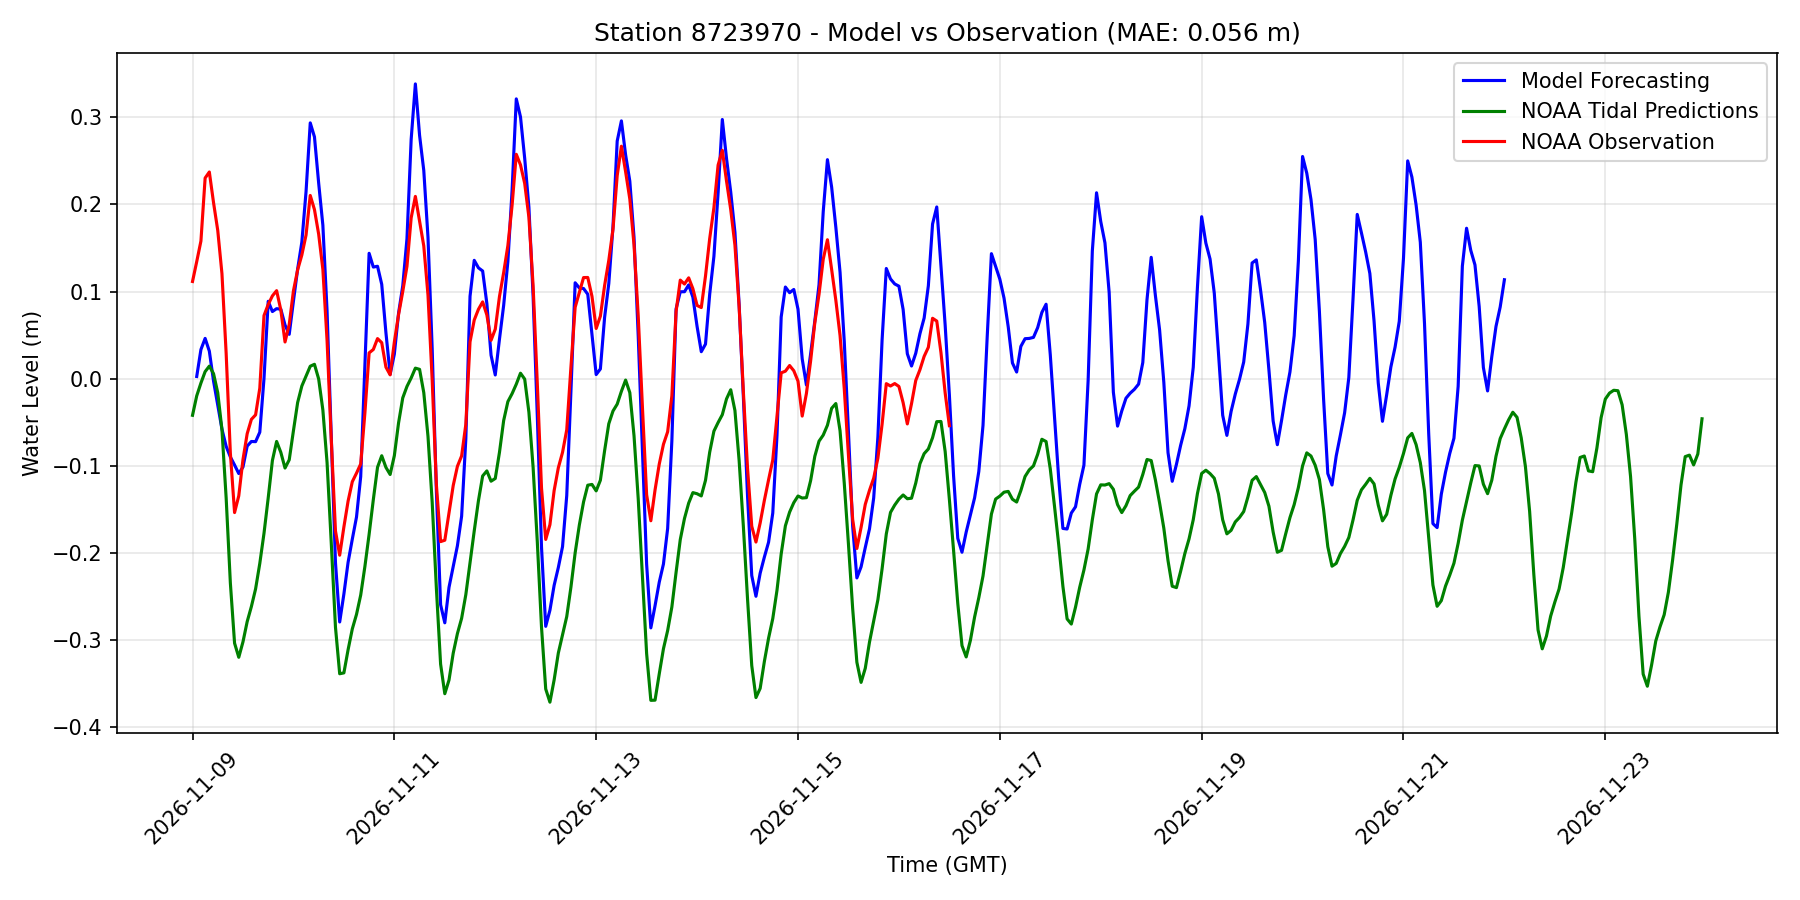 Station 8723970 - Model vs Observation (MAE: 0.056 m)
Model Forecasting
NOAA Tidal Predictions
NOAA Observation
Water Level (m)
0.3
0.2
0.1
0.0
−0.1
−0.2
−0.3
−0.4
2026-11-09
2026-11-11
2026-11-13
2026-11-15
2026-11-17
2026-11-19
2026-11-21
2026-11-23
Time (GMT)